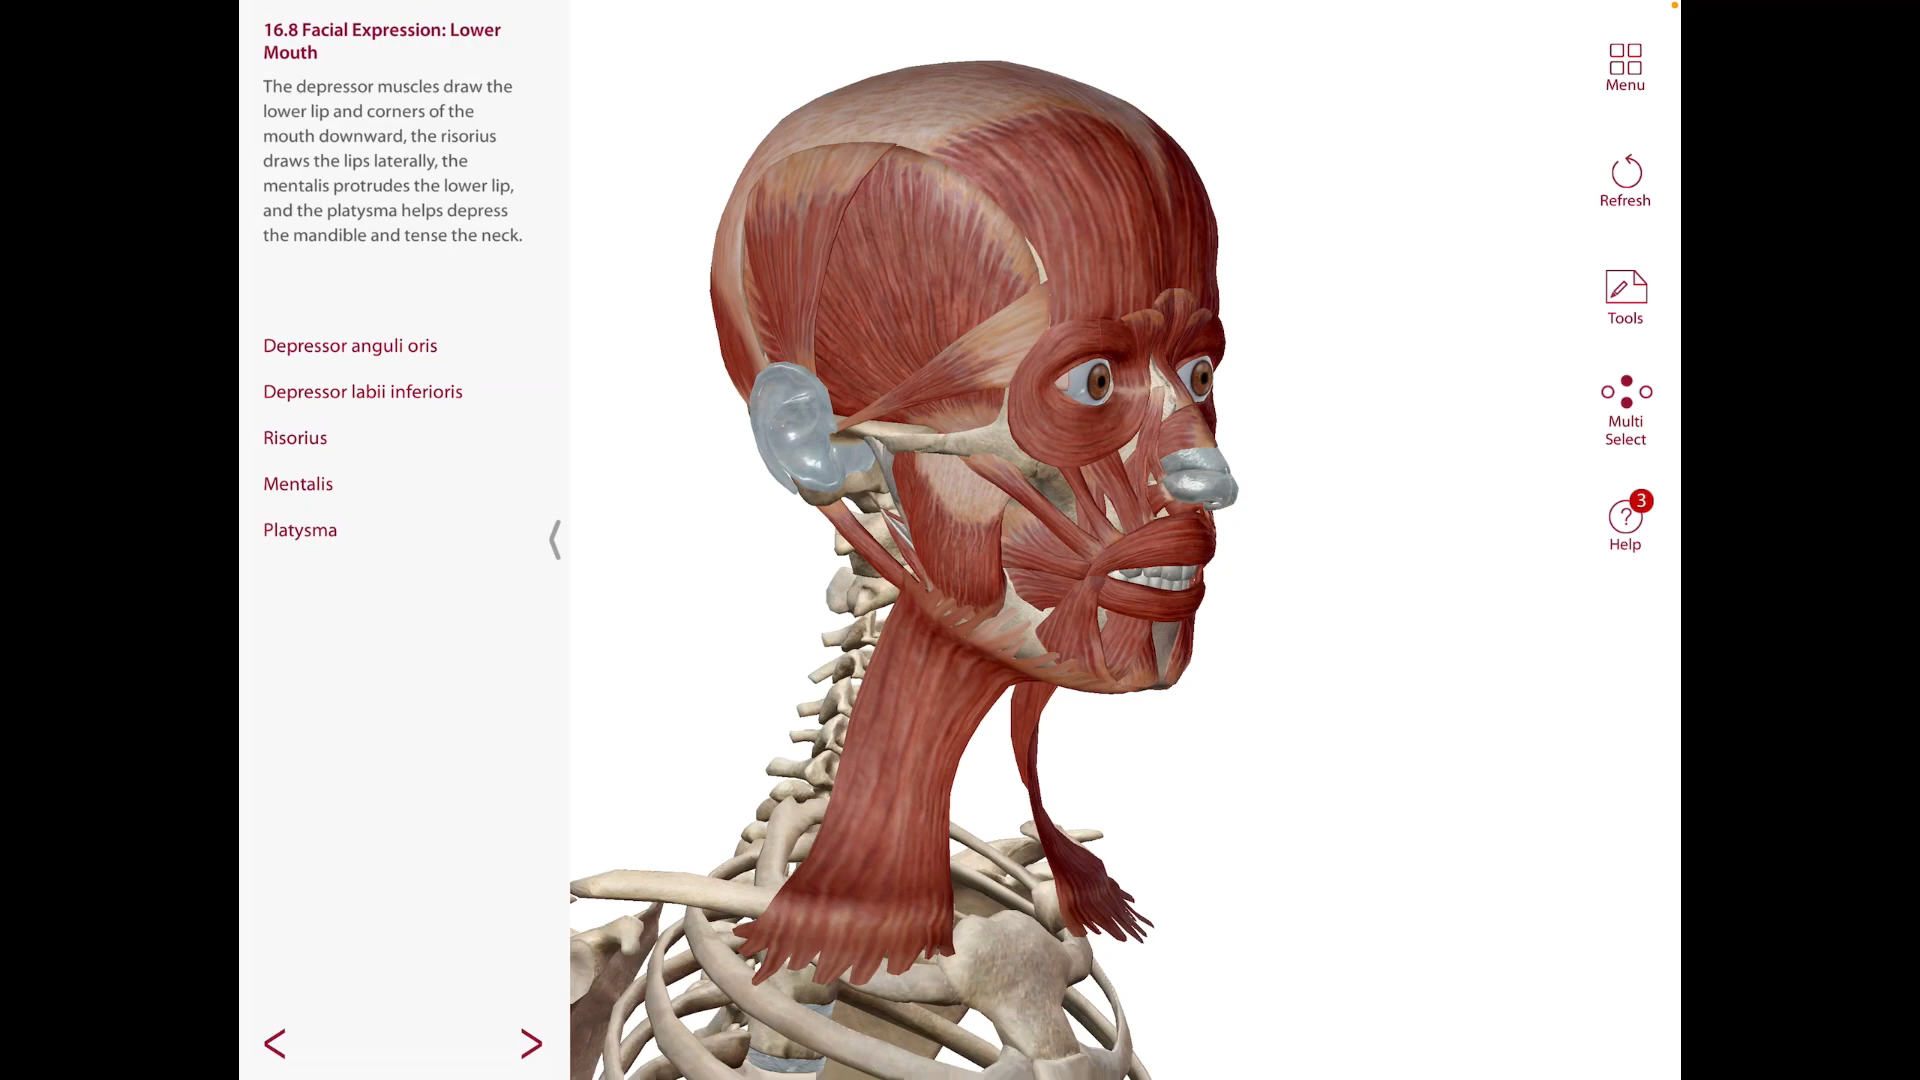 16.8 Facial Expression: Lower
Mouth
The depressor muscles draw the
lower lip and corners of the
mouth downward, the risorius
draws the lips laterally, the
mentalis protrudes the lower lip,
and the platysma helps depress
the mandible and tense the neck.
Depressor anguli oris
Depressor labii inferioris
Risorius
Mentalis
Platysma
Menu
Refresh
Tools
Multi
Select
3
?
Help